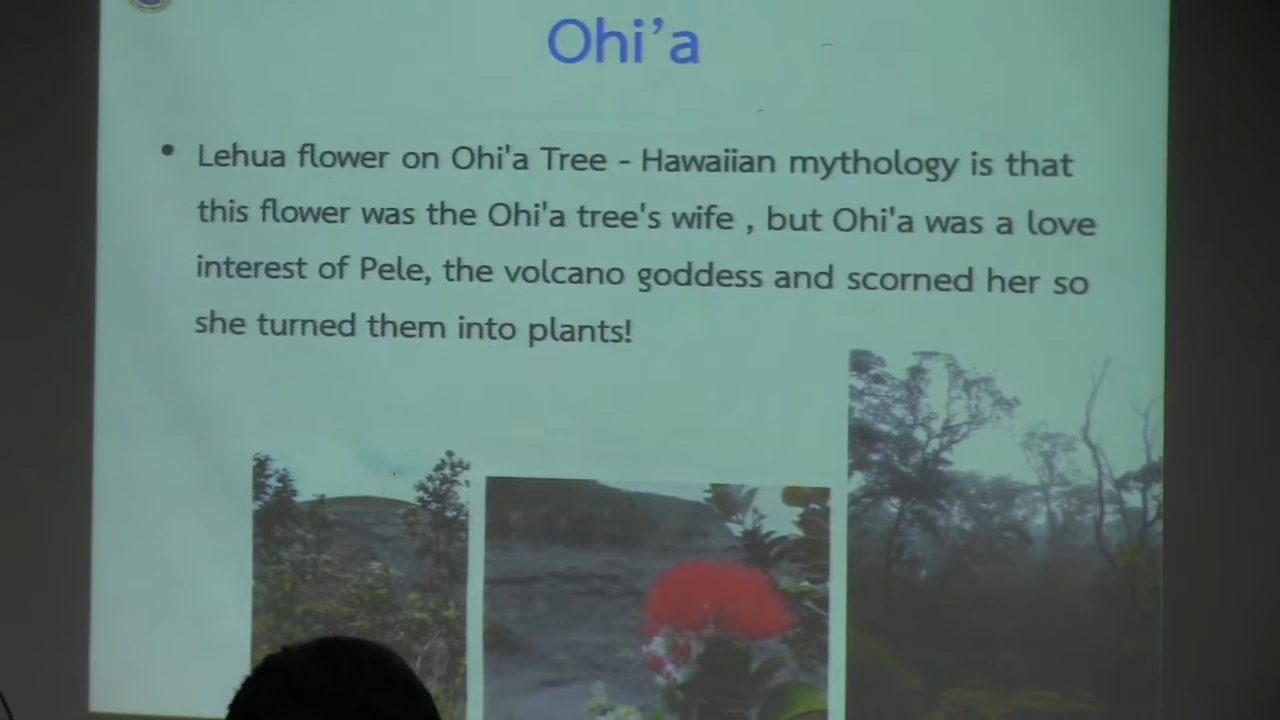 Ohi’a
• Lehua flower on Ohi'a Tree - Hawaiian mythology is that
this flower was the Ohi'a tree's wife , but Ohi'a was a love
interest of Pele, the volcano goddess and scorned her so
she turned them into plants!